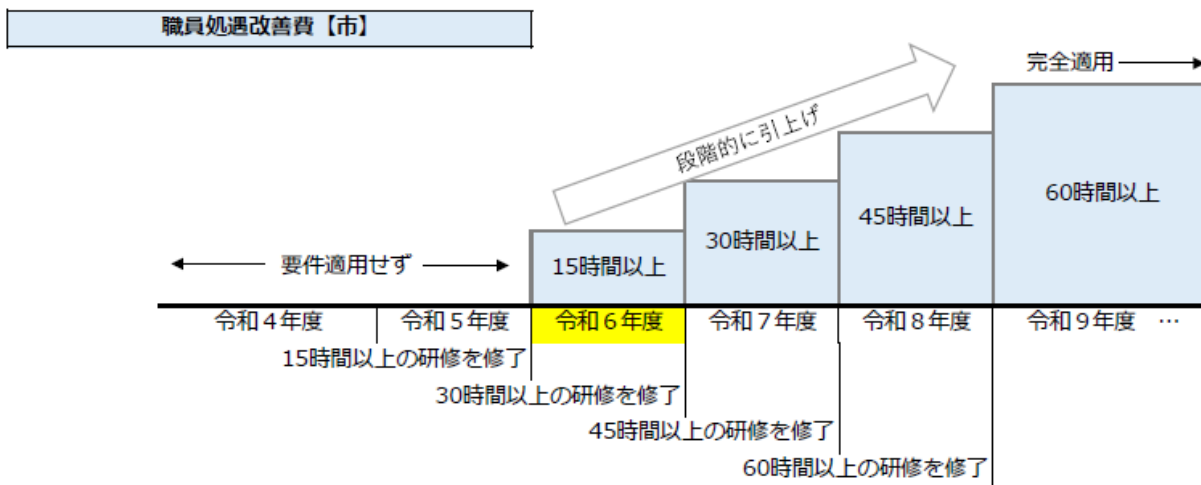 職員処遇改善費【市】
完全適用
段階的に引上げ
60時間以上
45時間以上
30時間以上
要件適用せず
15時間以上
令和4年度
令和5年度
令和6年度
令和7年度
令和8年度
令和9年度 …
15時間以上の研修を修了
30時間以上の研修を修了
45時間以上の研修を修了
60時間以上の研修を修了